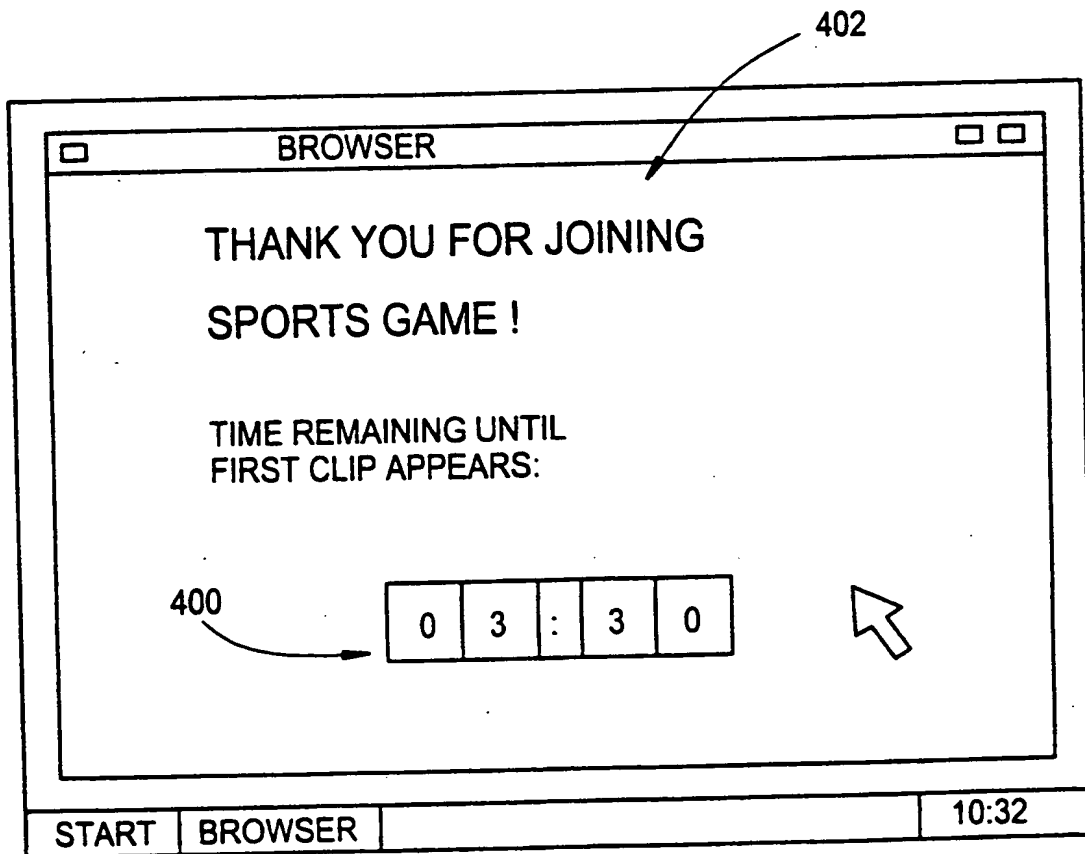 402
BROWSER
THANK YOU FOR JOINING
SPORTS GAME !
TIME REMAINING UNTIL
FIRST CLIP APPEARS:
400
0 3 : 3 0
START BROWSER 10:32